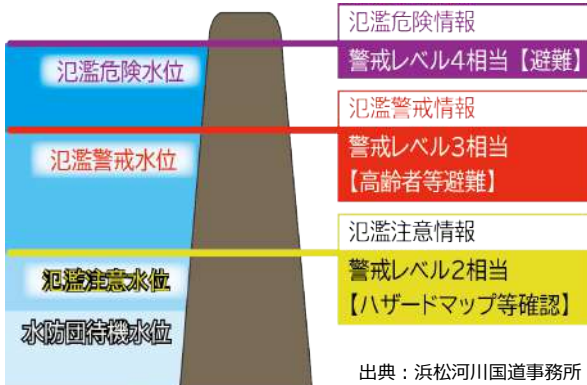 氾濫危険情報
警戒レベル4相当【避難】
氾濫危険水位
氾濫警戒情報
警戒レベル3相当
【高齢者等避難】
氾濫警戒水位
氾濫注意情報
警戒レベル2相当
【ハザードマップ等確認】
氾濫注意水位
水防団待機水位
出典：浜松河川国道事務所